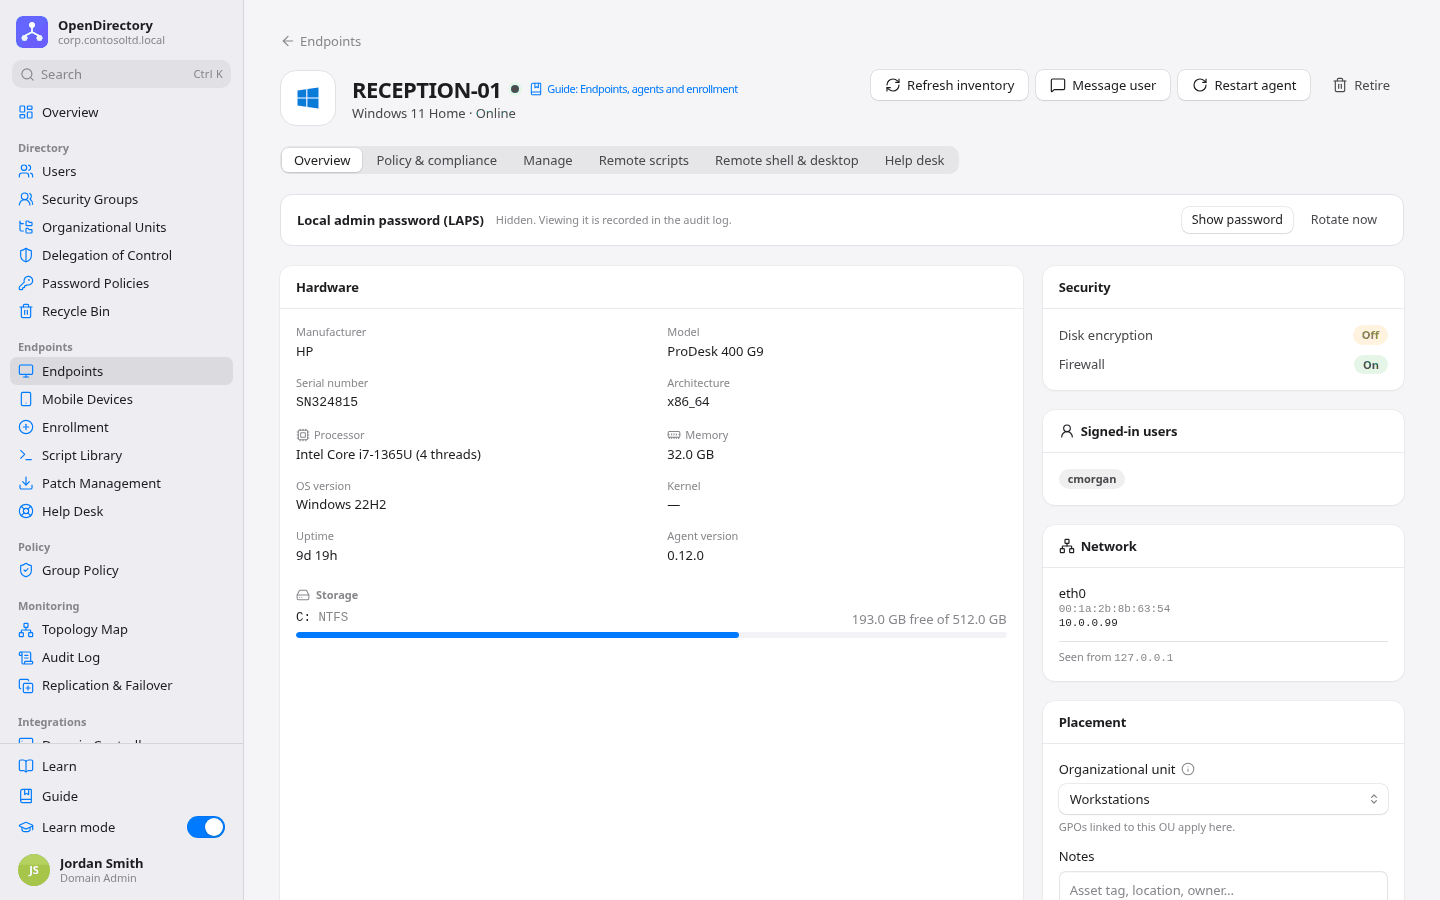 OpenDirectory
corp.contosoltd.local
Search
Ctrl K
Overview
Directory
Users
Security Groups
Organizational Units
Delegation of Control
Password Policies
Recycle Bin
Endpoints
Endpoints
Mobile Devices
Enrollment
Script Library
Patch Management
Help Desk
Policy
Group Policy
Monitoring
Topology Map
Audit Log
Replication & Failover
Integrations
Learn
Guide
Learn mode
JS
Jordan Smith
Domain Admin
Endpoints
RECEPTION-01
Guide: Endpoints, agents and enrollment
Windows 11 Home · Online
Refresh inventory
Message user
Restart agent
Retire
Overview
Policy & compliance
Manage
Remote scripts
Remote shell & desktop
Help desk
Local admin password (LAPS)
Hidden. Viewing it is recorded in the audit log.
Show password
Rotate now
Hardware
Manufacturer
HP
Model
ProDesk 400 G9
Serial number
SN324815
Architecture
x86_64
Processor
Intel Core i7-1365U (4 threads)
Memory
32.0 GB
OS version
Windows 22H2
Kernel
—
Uptime
9d 19h
Agent version
0.12.0
Storage
C: NTFS
193.0 GB free of 512.0 GB
Security
Disk encryption
Off
Firewall
On
Signed-in users
cmorgan
Network
eth0
00:1a:2b:8b:63:54
10.0.0.99
Seen from 127.0.0.1
Placement
Organizational unit
Workstations
GPOs linked to this OU apply here.
Notes
Asset tag, location, owner...